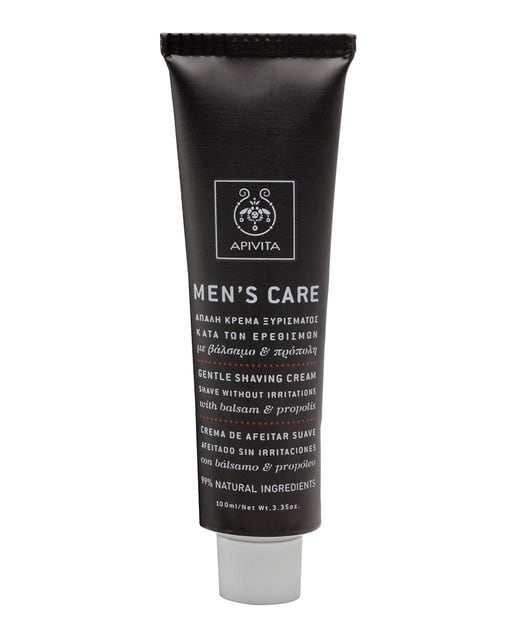 APIVITA
MEN'S CARE
ΑΠΑΛΗ ΚΡΕΜΑ ΞΥΡΙΣΜΑΤΟΣ
ΚΑΤΑ ΤΩΝ ΕΡΕΘΙΣΜΩΝ
με βάλσαμο & πρόπολη
GENTLE SHAVING CREAM
SHAVE WITHOUT IRRITATIONS
with balsam & propolis
CREMA DE AFEITAR SUAVE
AFEITADO SIN IRRITACIONES
con bálsamo & propóleo
99% NATURAL INGREDIENTS
100ml/Net Wt.3.35oz.